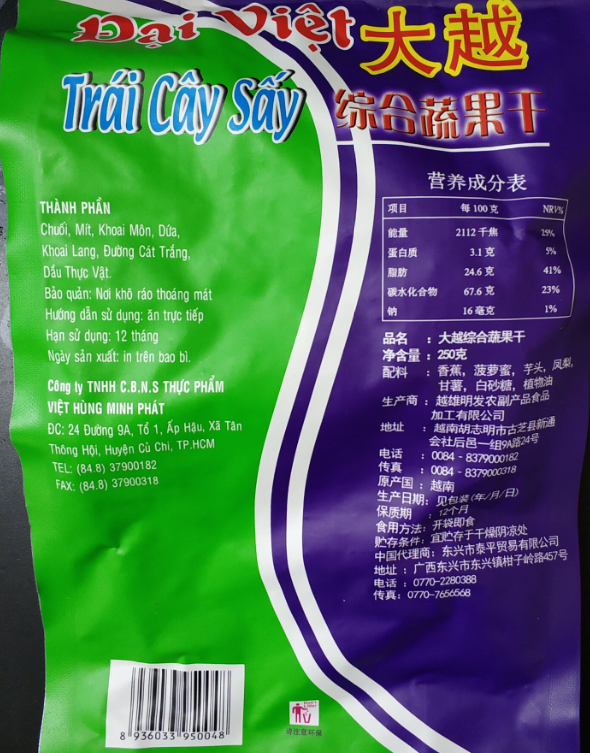 Đại Việt 大越
Trái Cây Sấy 综合蔬果干
THÀNH PHẦN
Chuối, Mít, Khoai Môn, Dứa,
Khoai Lang, Đường Cát Trắng,
Dầu Thực Vật.
Bảo quản: Nơi khô ráo thoáng mát
Hướng dẫn sử dụng: ăn trực tiếp
Hạn sử dụng: 12 tháng
Ngày sản xuất: in trên bao bì.
Công ty TNHH C.B.N.S THỰC PHẨM
VIỆT HÙNG MINH PHÁT
ĐC: 24 Đường 9A, Tổ 1, Ấp Hậu, Xã Tân
Thông Hội, Huyện Củ Chi, TP.HCM
TEL: (84.8) 37900182
FAX: (84.8) 37900318
营养成分表
项目 每 100 克 NRV%
能量 2112 千焦 25%
蛋白质 3.1 克 5%
脂肪 24.6 克 41%
碳水化合物 67.6 克 23%
钠 16 毫克 1%
品名 : 大越综合蔬果干
净含量 : 250克
配料 : 香蕉, 菠萝蜜, 芋头, 凤梨,
甘薯, 白砂糖, 植物油
生产商 : 越雄明发农副产品食品
加工有限公司
地址 : 越南胡志明市古芝县新通
会社后邑一组9A路24号
电话 : 0084 - 8379000182
传真 : 0084 - 8379000318
原产国 : 越南
生产日期: 见包装(年/月/日)
保质期 : 12个月
食用方法: 开袋即食
贮存条件: 宜贮存于干燥阴凉处
中国代理商: 东兴市泰平贸易有限公司
地址 : 广西东兴市东兴镇柑子岭路457号
电话 : 0770-2280388
传真: 0770-7656568
8 936033 950048
请注意环保